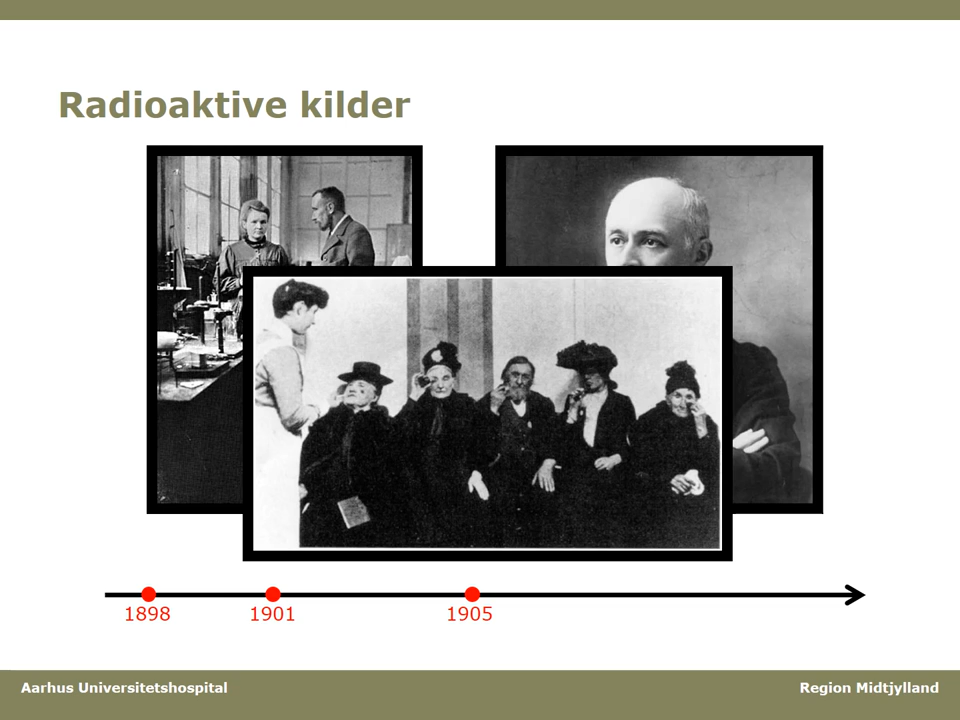 Radioaktive kilder
1898
1901
1905
Aarhus Universitetshospital
Region Midtjylland